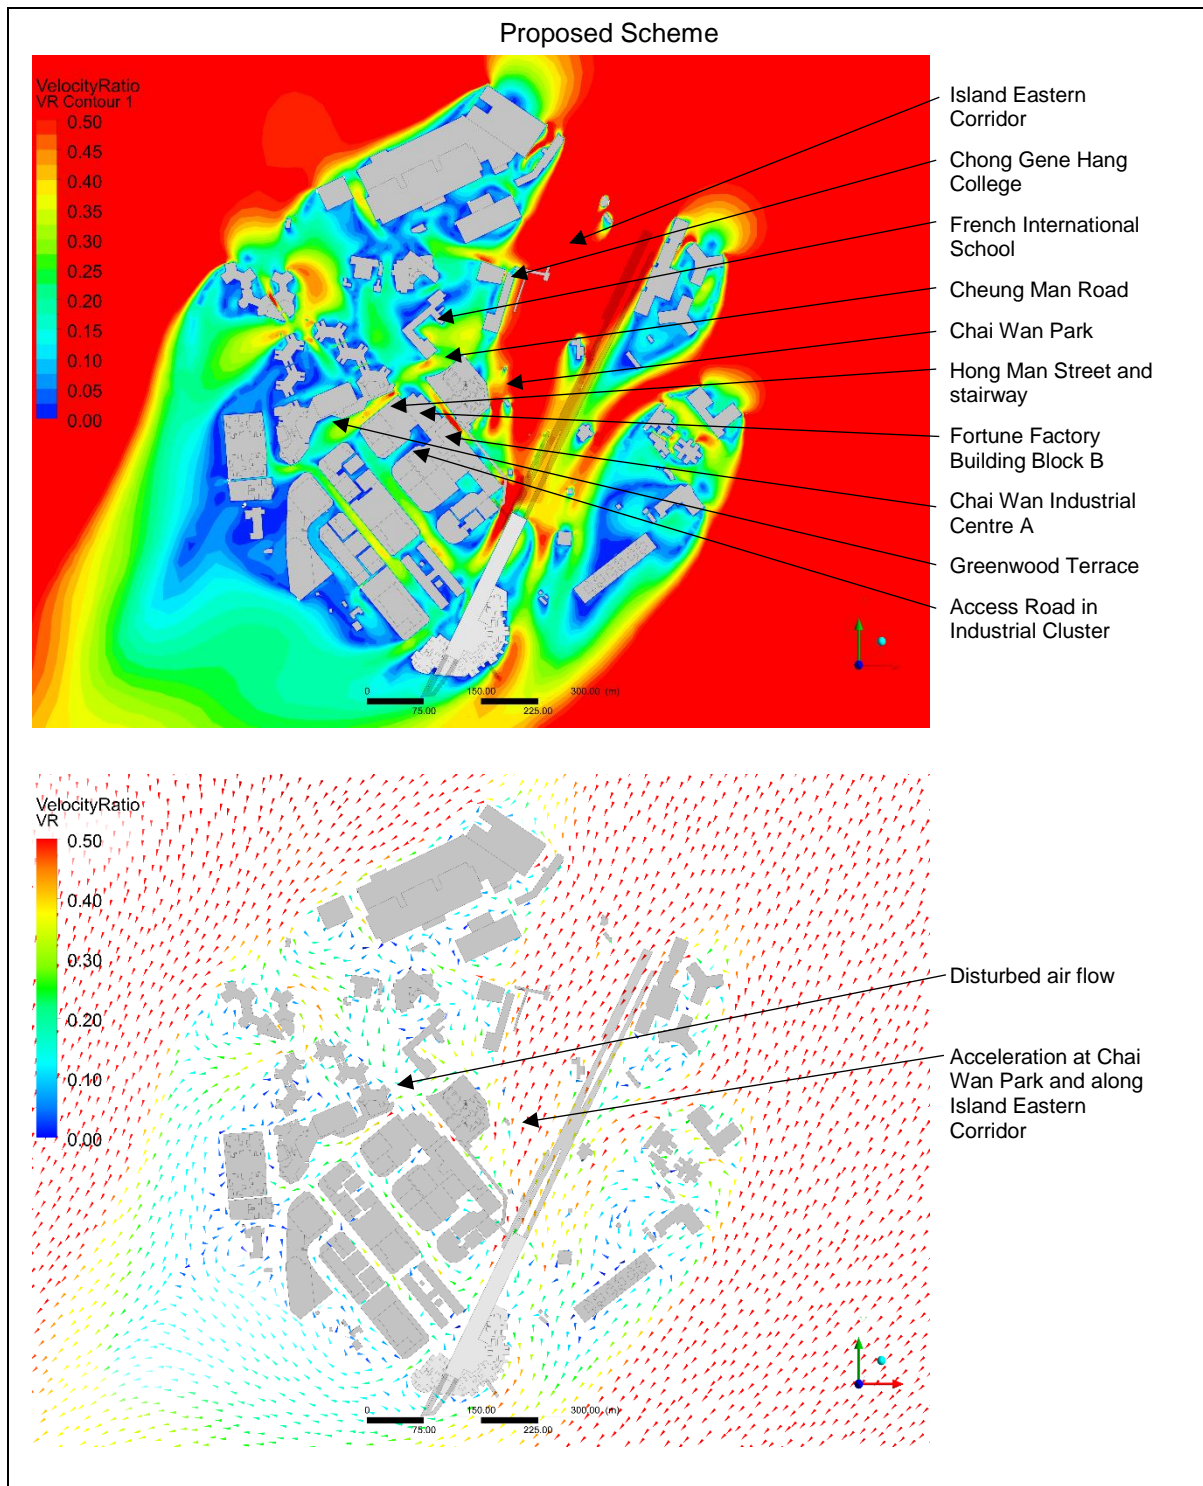 Proposed Scheme
VelocityRatio
VR Contour 1
0.50
0.45
0.40
0.35
0.30
0.25
0.20
0.15
0.10
0.05
0.00
Island Eastern
Corridor
Chong Gene Hang
College
French International
School
Cheung Man Road
Chai Wan Park
Hong Man Street and
stairway
Fortune Factory
Building Block B
Chai Wan Industrial
Centre A
Greenwood Terrace
Access Road in
Industrial Cluster
0 150.00 300.00 (m)
75.00 225.00
VelocityRatio
VR
0.50
0.40
0.30
0.20
0.10
0.00
Disturbed air flow
Acceleration at Chai
Wan Park and along
Island Eastern
Corridor
0 150.00 300.00 (m)
75.00 225.00